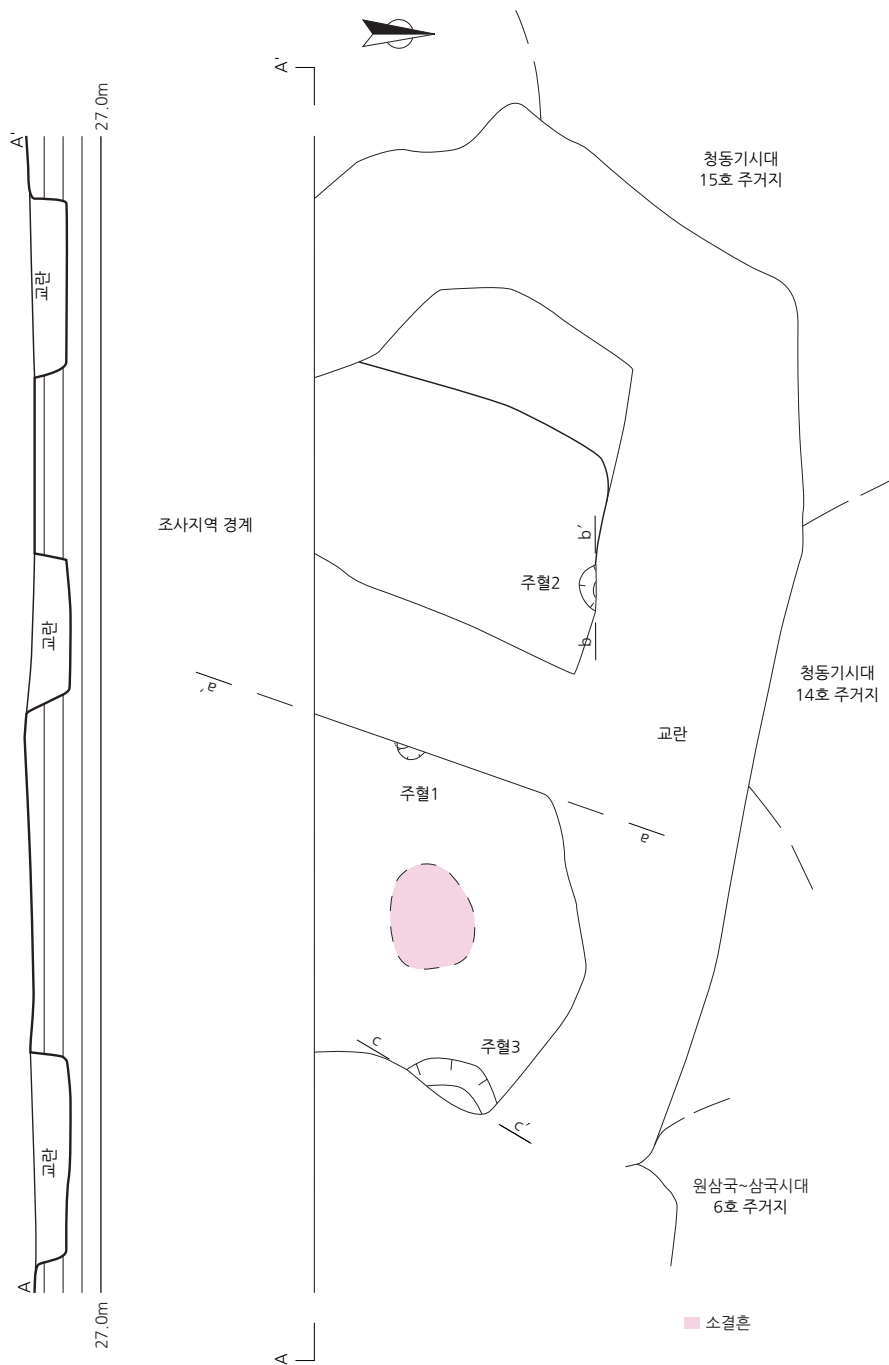 A'
27.0m
A'
청동기시대
15호 주거지
교란
조사지역 경계
b'
주혈2
b
교란
a'
청동기시대
14호 주거지
교란
주혈1
a
c
주혈3
c'
교란
원삼국~삼국시대
6호 주거지
A
27.0m
A
소결흔